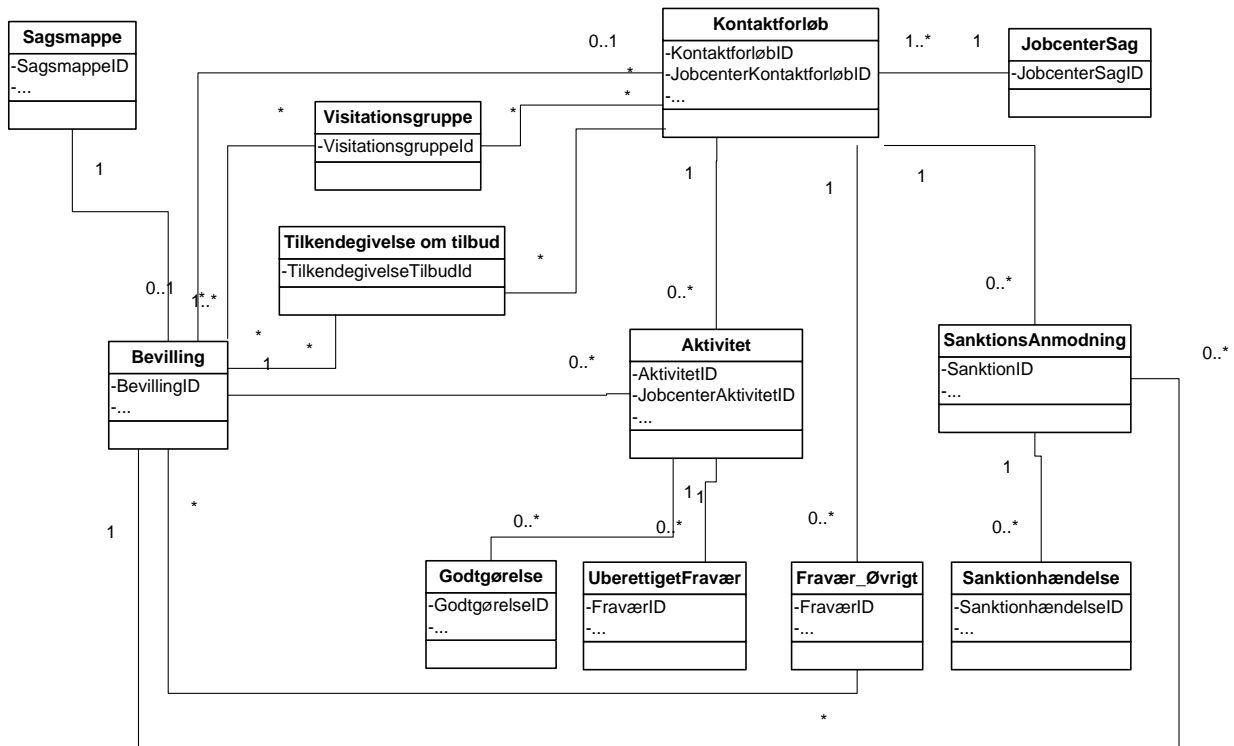 Sagsmappe
-SagsmappeID
-...
Kontaktforløb
-KontaktforløbID
-JobcenterKontaktforløbID
-...
JobcenterSag
-JobcenterSagID
0..1
1..*
1
*
*
*
*
Visitationsgruppe
-VisitationsgruppeId
1
1
1
1
Tilkendegivelse om tilbud
-TilkendegivelseTilbudId
*
0..1
1..*
*
0..*
0..*
*
*
1
0..*
0..*
Bevilling
-BevillingID
-...
Aktivitet
-AktivitetID
-JobcenterAktivitetID
-...
SanktionsAnmodning
-SanktionID
-...
*
1
1
1
1
0..*
0..*
0..*
0..*
Godtgørelse
-GodtgørelseID
-...
UberettigetFravær
-FraværID
-...
Fravær_Øvrigt
-FraværID
-...
Sanktionhændelse
-SanktionhændelseID
-...
*